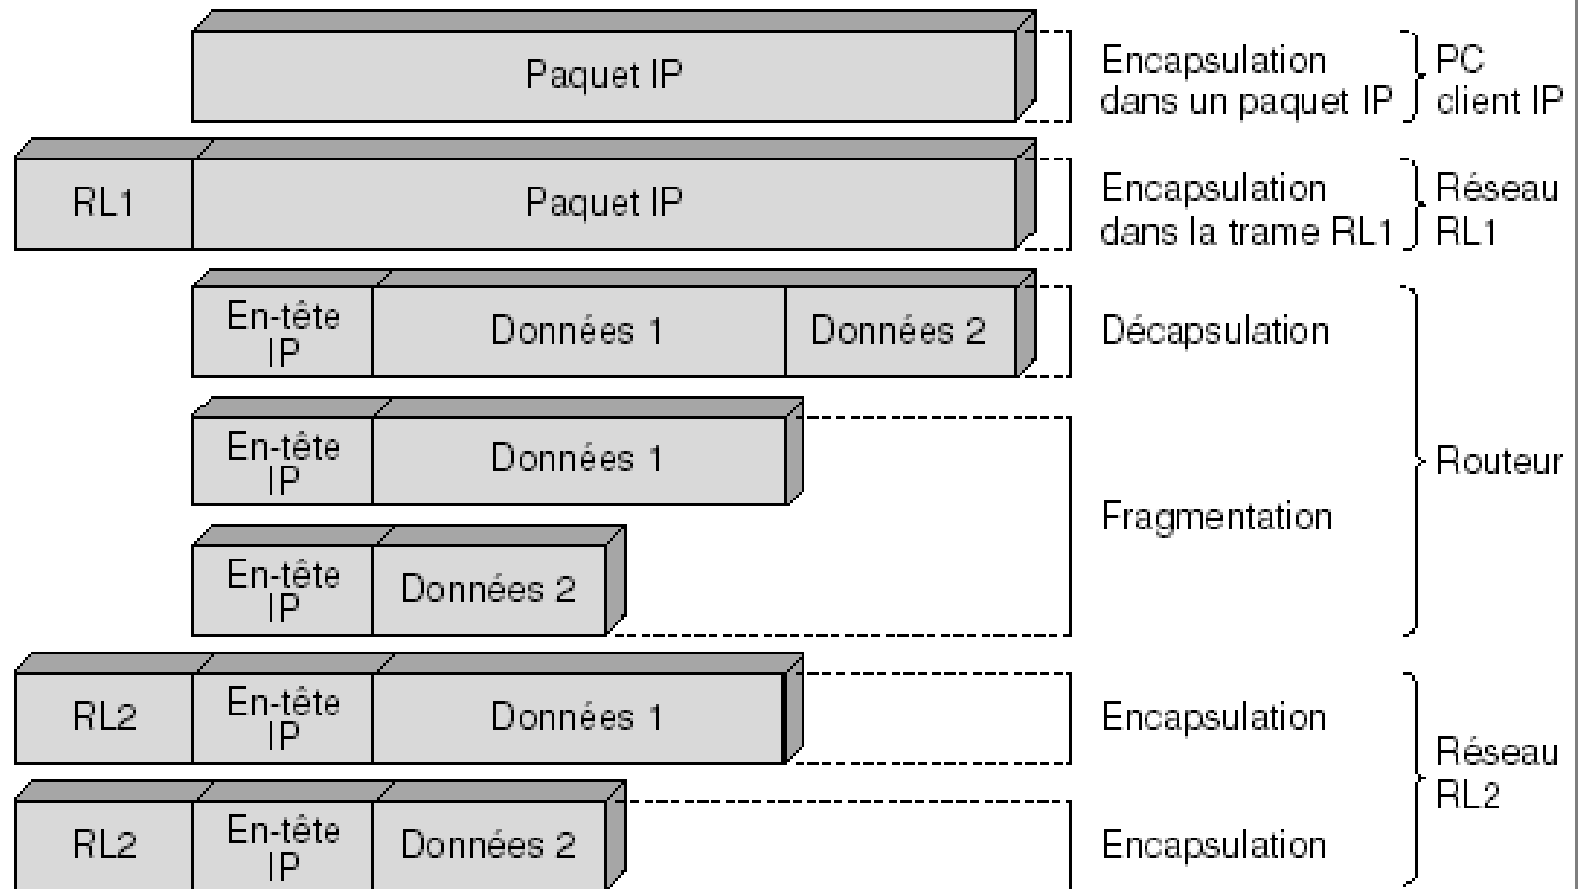 Paquet IP
Encapsulation
dans un paquet IP
PC
client IP
RL1
Paquet IP
Encapsulation
dans la trame RL1
Réseau
RL1
En-tête
IP
Données 1
Données 2
Décapsulation
En-tête
IP
Données 1
Routeur
Fragmentation
En-tête
IP
Données 2
RL2
En-tête
IP
Données 1
Encapsulation
Réseau
RL2
RL2
En-tête
IP
Données 2
Encapsulation